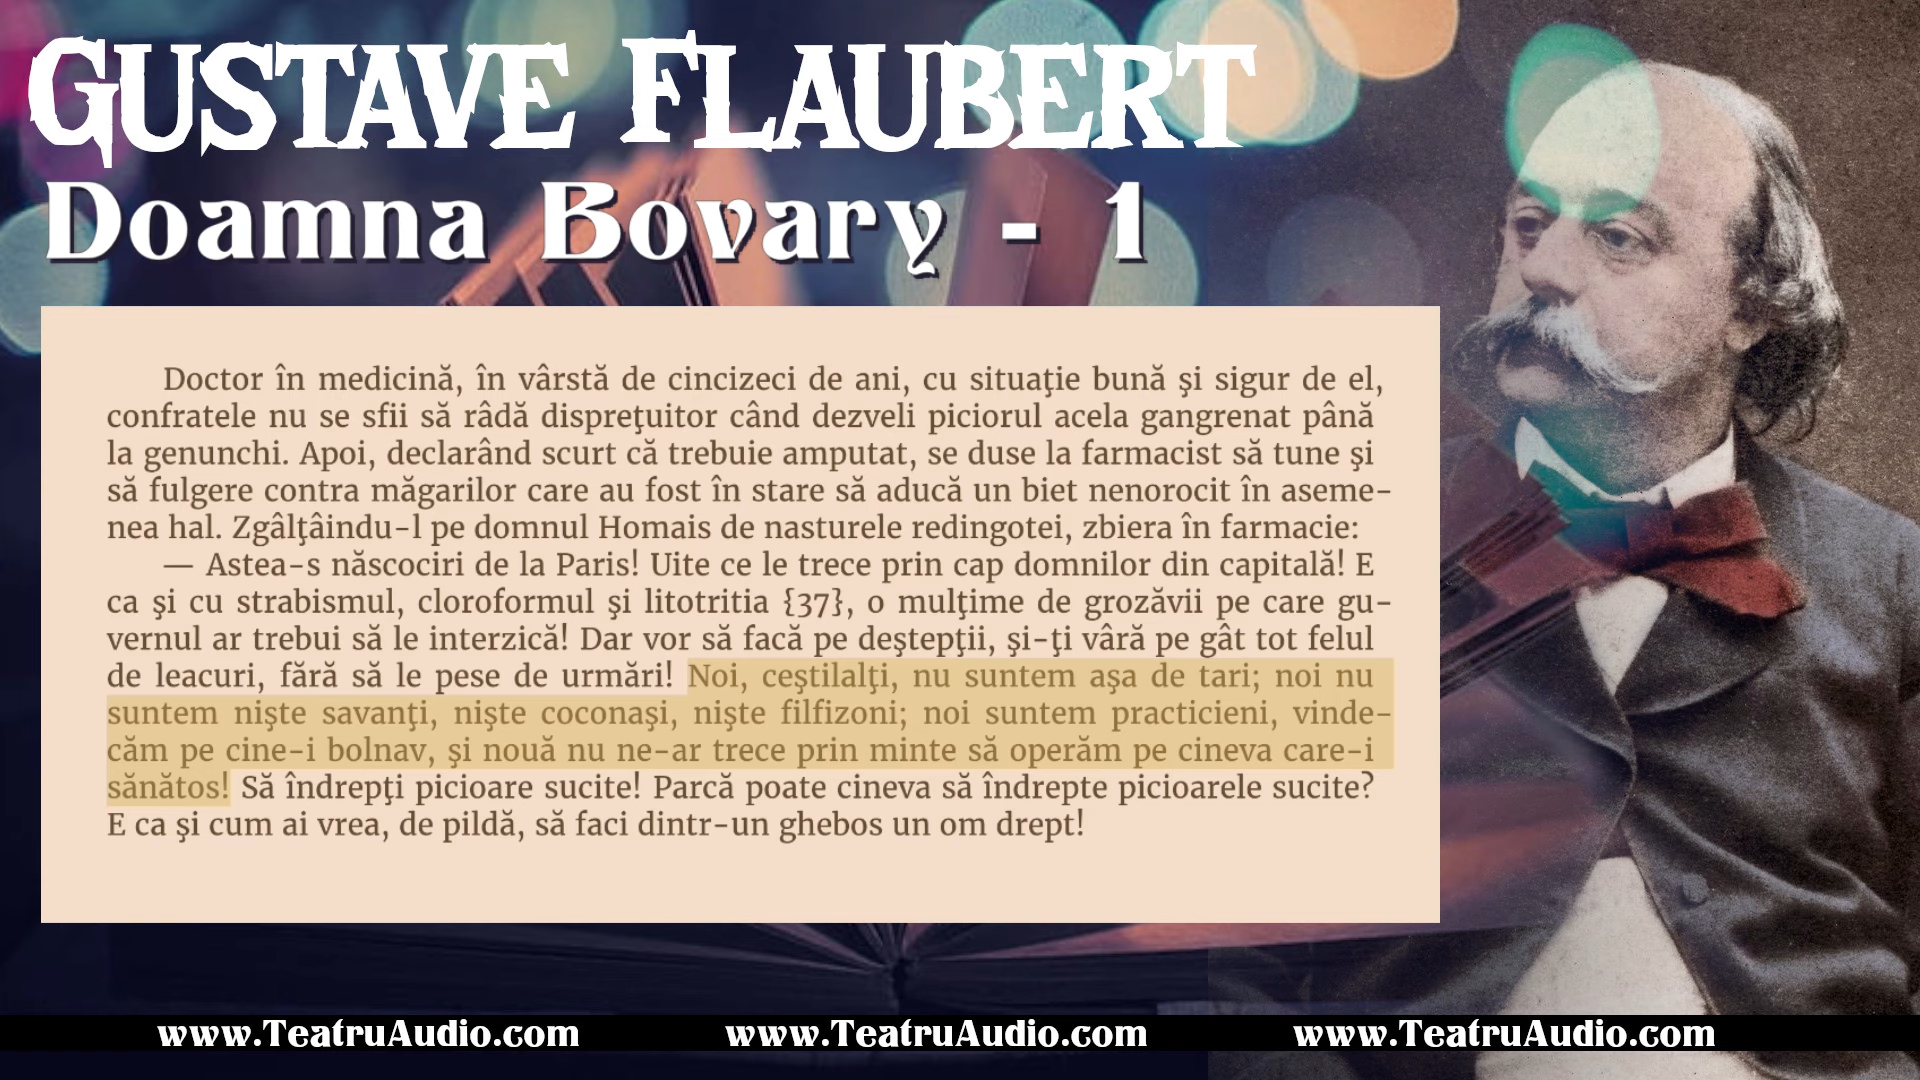 GUSTAVE FLAUBERT
Doamna Bovary - 1
Doctor în medicină, în vârstă de cincizeci de ani, cu situaţie bună şi sigur de el,
confratele nu se sfii să râdă dispreţuitor când dezveli piciorul acela gangrenat până
la genunchi. Apoi, declarând scurt că trebuie amputat, se duse la farmacist să tune şi
să fulgere contra măgarilor care au fost în stare să aducă un biet nenorocit în aseme-
nea hal. Zgâlţâindu-l pe domnul Homais de nasturele redingotei, zbiera în farmacie:
— Astea-s născociri de la Paris! Uite ce le trece prin cap domnilor din capitală! E
ca şi cu strabismul, cloroformul şi litotritia {37}, o mulţime de grozăvii pe care gu-
vernul ar trebui să le interzică! Dar vor să facă pe deştepţii, şi-ţi vâră pe gât tot felul
de leacuri, fără să le pese de urmări! Noi, ceştilalţi, nu suntem aşa de tari; noi nu
suntem nişte savanţi, nişte coconaşi, nişte filfizoni; noi suntem practicieni, vinde-
căm pe cine-i bolnav, şi nouă nu ne-ar trece prin minte să operăm pe cineva care-i
sănătos! Să îndrepţi picioare sucite! Parcă poate cineva să îndrepte picioarele sucite?
E ca şi cum ai vrea, de pildă, să faci dintr-un ghebos un om drept!
www.TeatruAudio.com www.TeatruAudio.com www.TeatruAudio.com